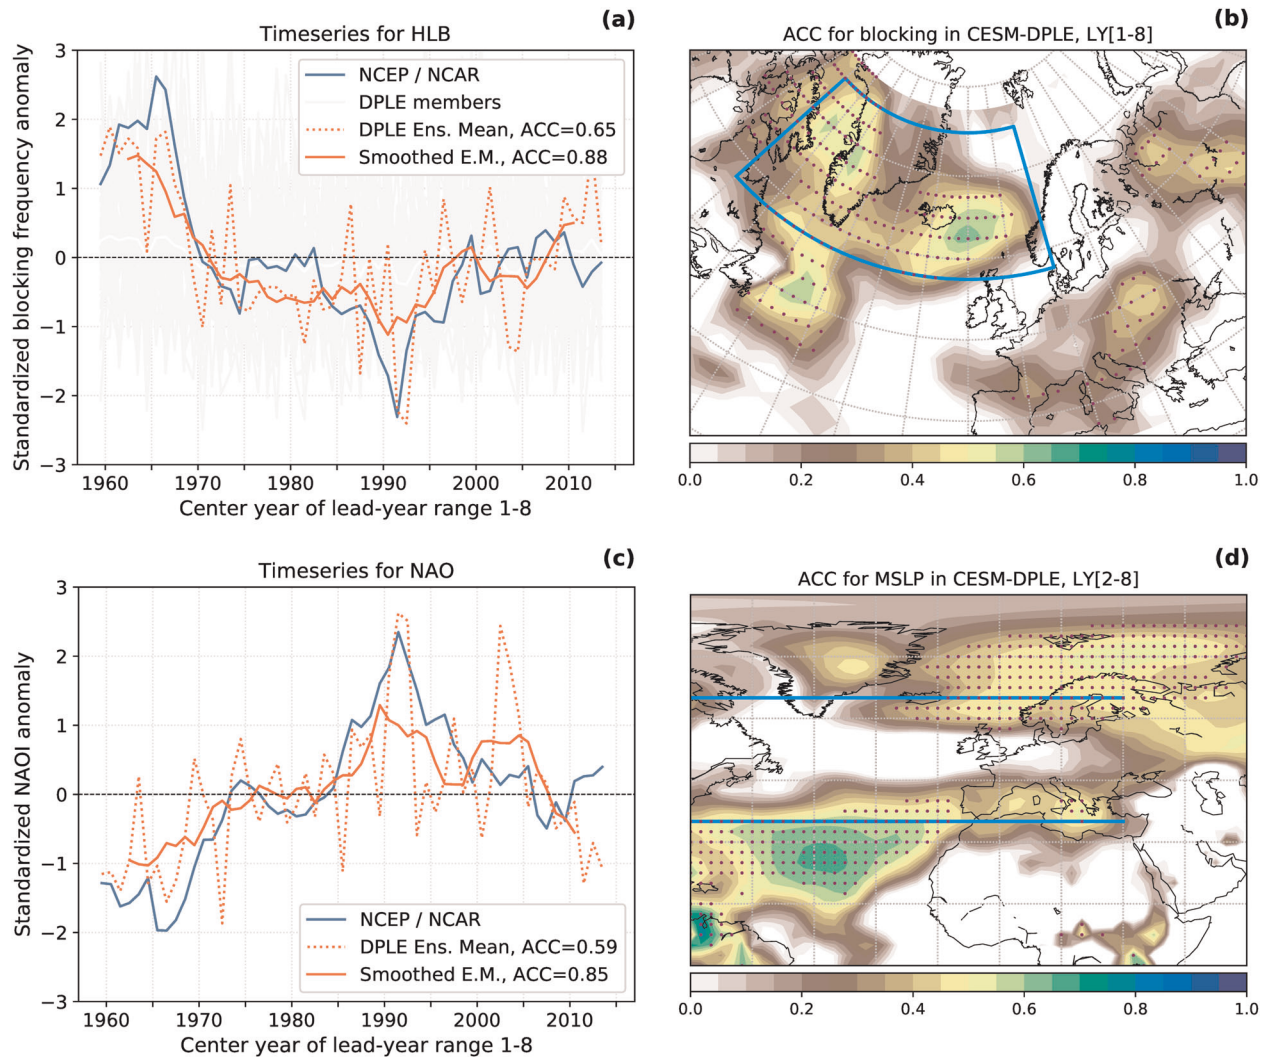 (a)
Timeseries for HLB
Standardized blocking frequency anomaly
3
2
1
0
−1
−2
−3
NCEP / NCAR
DPLE members
DPLE Ens. Mean, ACC=0.65
Smoothed E.M., ACC=0.88
1960 1970 1980 1990 2000 2010
Center year of lead-year range 1-8
(b)
ACC for blocking in CESM-DPLE, LY[1-8]
0.0 0.2 0.4 0.6 0.8 1.0
(c)
Timeseries for NAO
Standardized NAOI anomaly
3
2
1
0
−1
−2
−3
NCEP / NCAR
DPLE Ens. Mean, ACC=0.59
Smoothed E.M., ACC=0.85
1960 1970 1980 1990 2000 2010
Center year of lead-year range 1-8
(d)
ACC for MSLP in CESM-DPLE, LY[2-8]
0.0 0.2 0.4 0.6 0.8 1.0